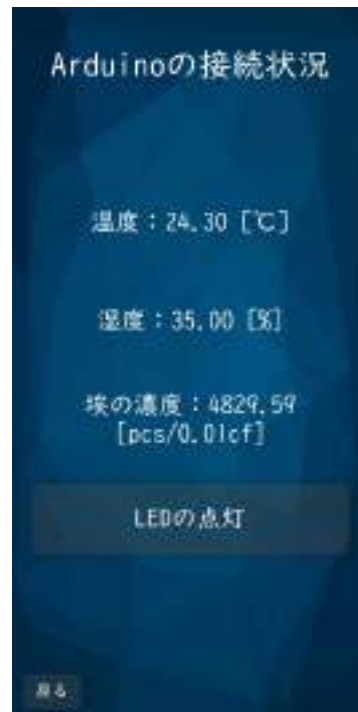 Arduinoの接続状況
温度：24.30 [℃]
湿度：35.00 [%]
埃の濃度：4829.59
[pcs/0.01cf]
LEDの点灯
戻る